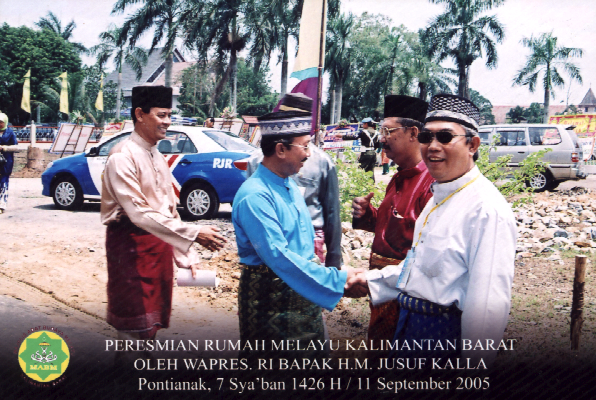 PJR
PERESMIAN RUMAH MELAYU KALIMANTAN BARAT
OLEH WAPRES. RI BAPAK H.M. JUSUF KALLA
Pontianak, 7 Sya'ban 1426 H / 11 September 2005
MABM